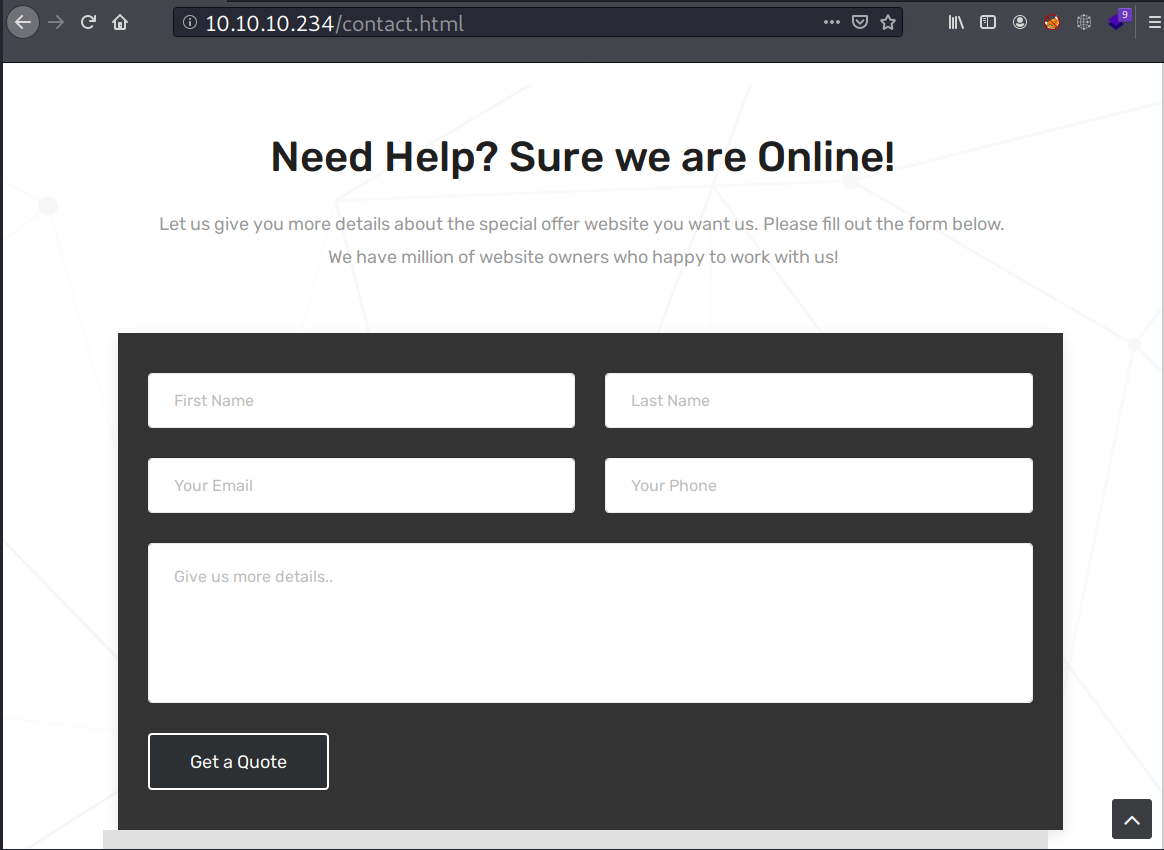 10.10.10.234/contact.html
9
Need Help? Sure we are Online!
Let us give you more details about the special offer website you want us. Please fill out the form below.
We have million of website owners who happy to work with us!
First Name
Last Name
Your Email
Your Phone
Give us more details..
Get a Quote